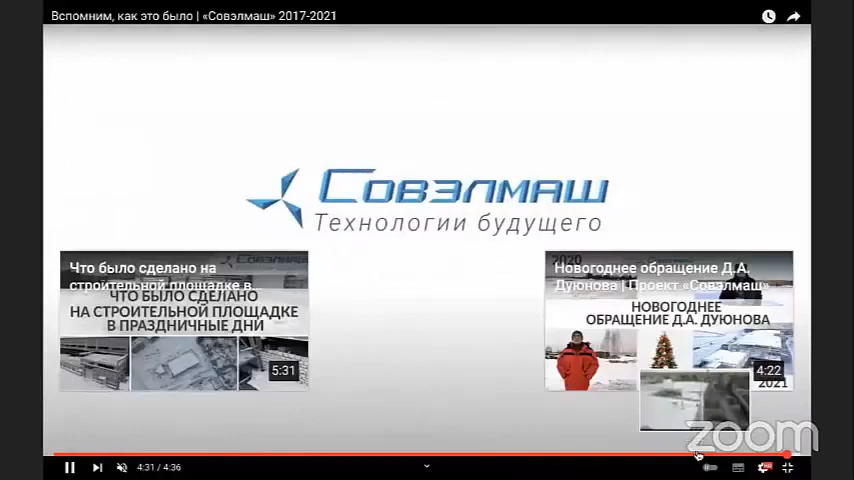 Вспомним, как это было | «Совэлмаш» 2017-2021
Совэлмаш
Технологии будущего
Что было сделано на
строительной площадке в...
ЧТО БЫЛО СДЕЛАНО
НА СТРОИТЕЛЬНОЙ ПЛОЩАДКЕ
В ПРАЗДНИЧНЫЕ ДНИ
5:31
2020
Новогоднее обращение Д.А.
Дуюнова | Проект «Совэлмаш»
НОВОГОДНЕЕ
ОБРАЩЕНИЕ Д.А. ДУЮНОВА
4:22
2021
zoom
4:31 / 4:36